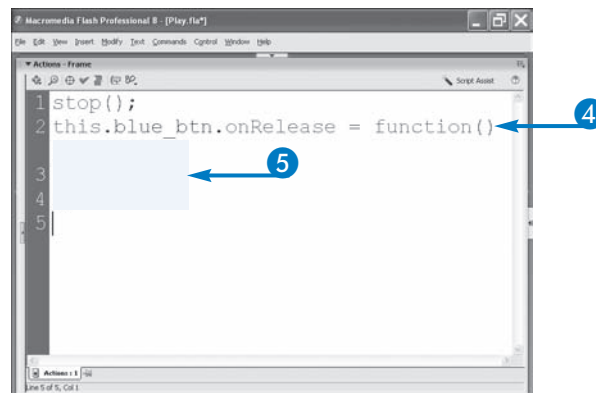 Macromedia Flash Professional 8 - [Play.fla*]
File Edit View Insert Modify Text Commands Control Window Help
Actions - Frame
Script Assist
1 stop();
2 this.blue_btn.onRelease = function()
4
3
5
4
5
Actions : 1
Line 5 of 5, Col 1